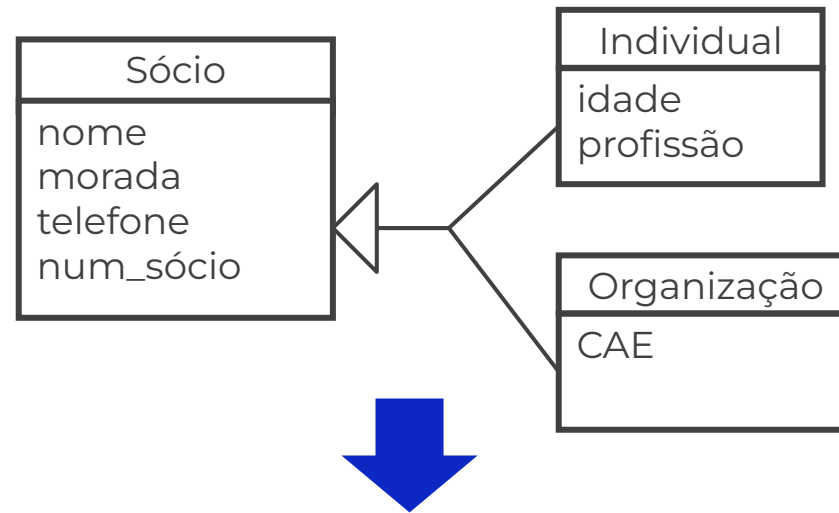 Sócio
nome
morada
telefone
num_sócio
Individual
idade
profissão
Organização
CAE